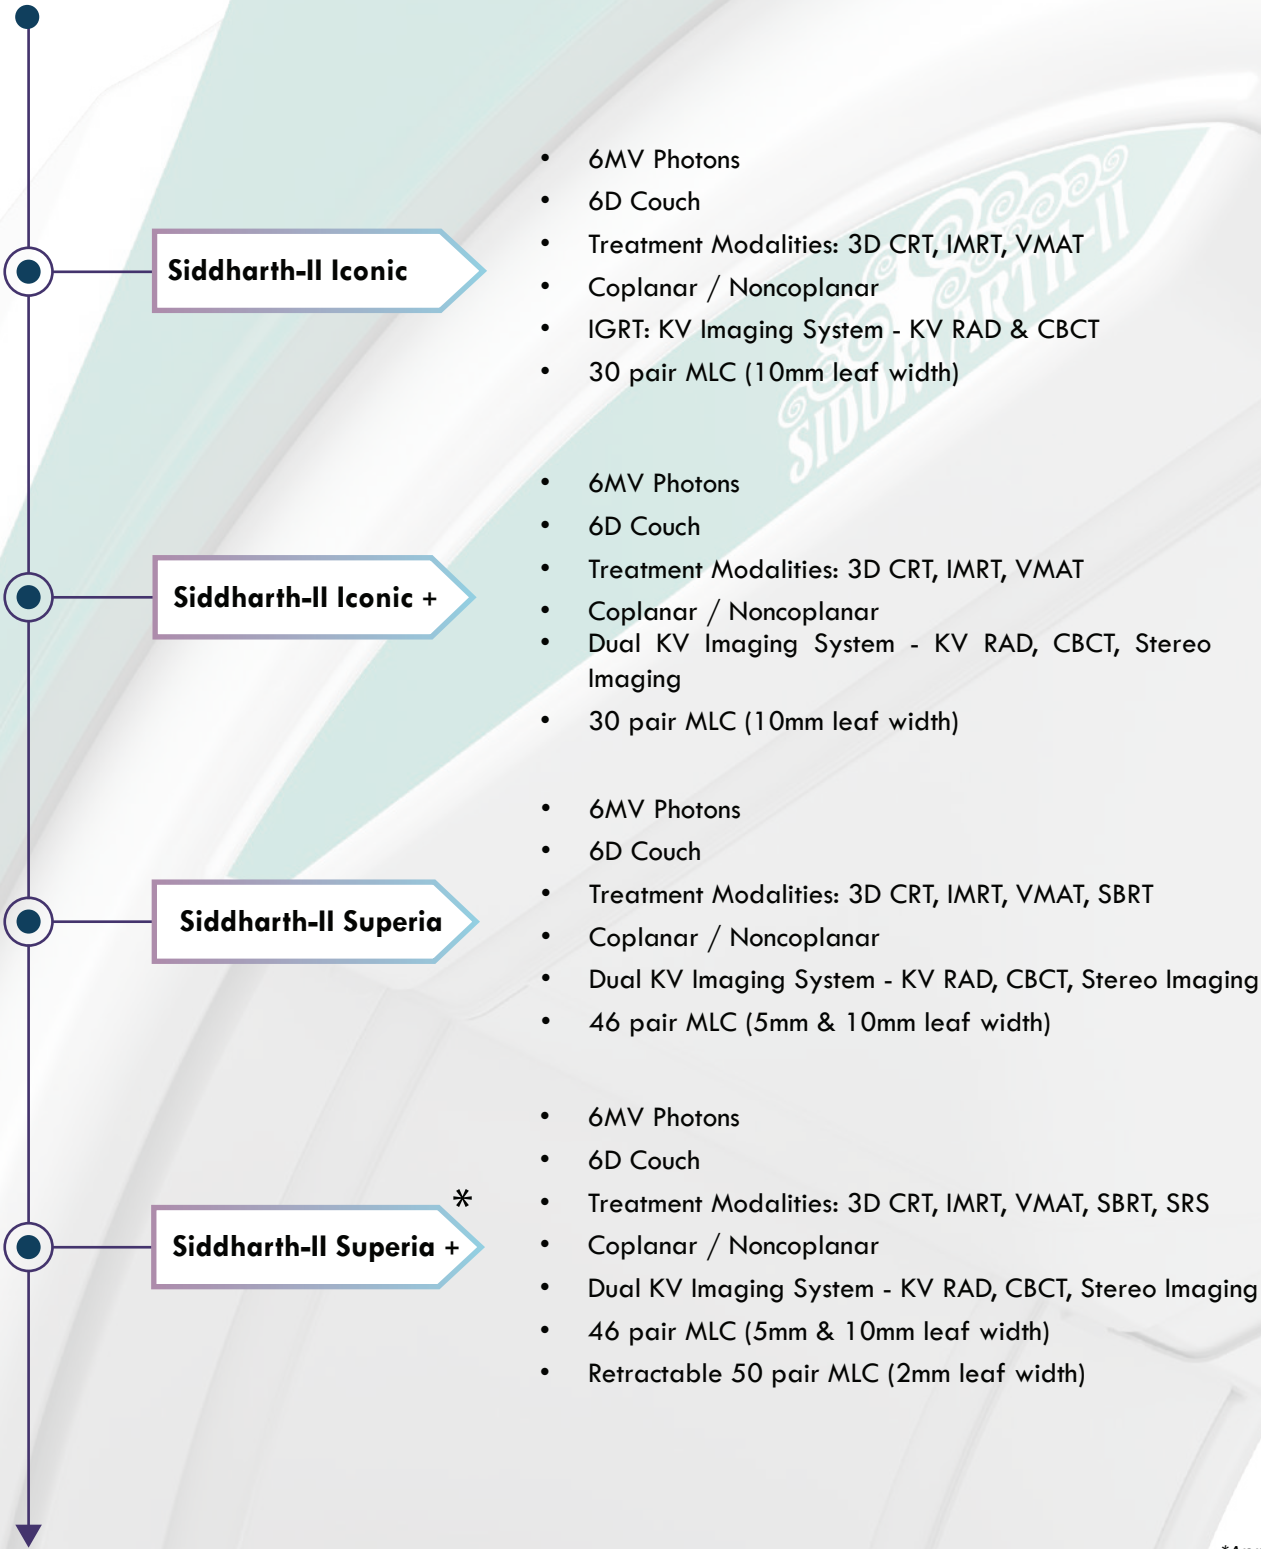 • 6MV Photons
• 6D Couch
• Treatment Modalities: 3D CRT, IMRT, VMAT
Siddharth-II Iconic
• Coplanar / Noncoplanar
• IGRT: KV Imaging System - KV RAD & CBCT
• 30 pair MLC (10mm leaf width)
SIDDHARTH-II
• 6MV Photons
• 6D Couch
• Treatment Modalities: 3D CRT, IMRT, VMAT
Siddharth-II Iconic +
• Coplanar / Noncoplanar
• Dual KV Imaging System - KV RAD, CBCT, Stereo
Imaging
• 30 pair MLC (10mm leaf width)
• 6MV Photons
• 6D Couch
• Treatment Modalities: 3D CRT, IMRT, VMAT, SBRT
Siddharth-II Superia
• Coplanar / Noncoplanar
• Dual KV Imaging System - KV RAD, CBCT, Stereo Imaging
• 46 pair MLC (5mm & 10mm leaf width)
• 6MV Photons
• 6D Couch
• Treatment Modalities: 3D CRT, IMRT, VMAT, SBRT, SRS
Siddharth-II Superia + *
• Coplanar / Noncoplanar
• Dual KV Imaging System - KV RAD, CBCT, Stereo Imaging
• 46 pair MLC (5mm & 10mm leaf width)
• Retractable 50 pair MLC (2mm leaf width)